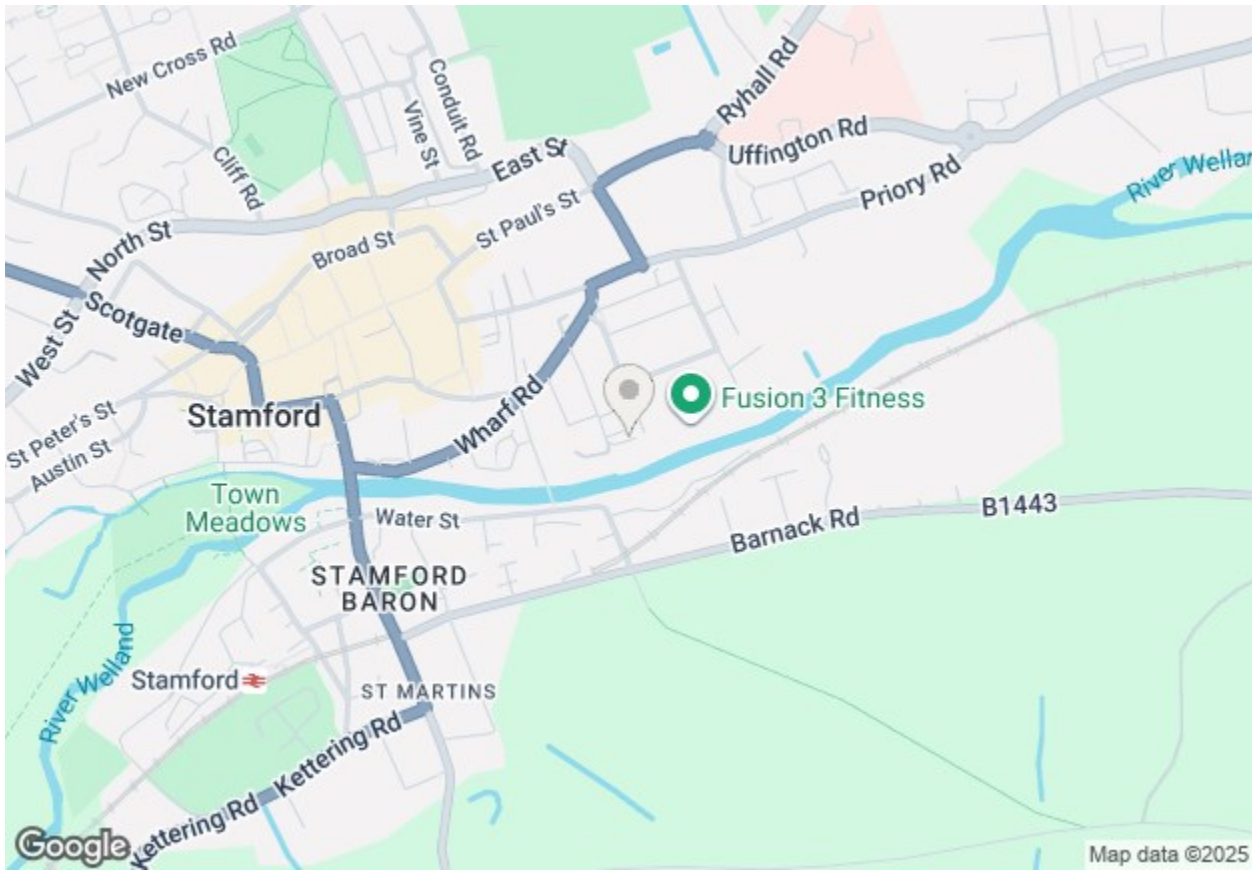 New Cross Rd
Conduit Rd
Vine St
Ryhall Rd
Uffington Rd
East St
Cliff Rd
Priory Rd
River Wellan
St Paul's St
North St
Broad St
Scotgate
West St
Wharf Rd
Fusion 3 Fitness
Stamford
St Peter's St
Austin St
Town
Meadows
Water St
B1443
Barnack Rd
STAMFORD
BARON
River Welland
Stamford
ST MARTINS
Kettering Rd
Kettering Rd
Google
Map data ©2025